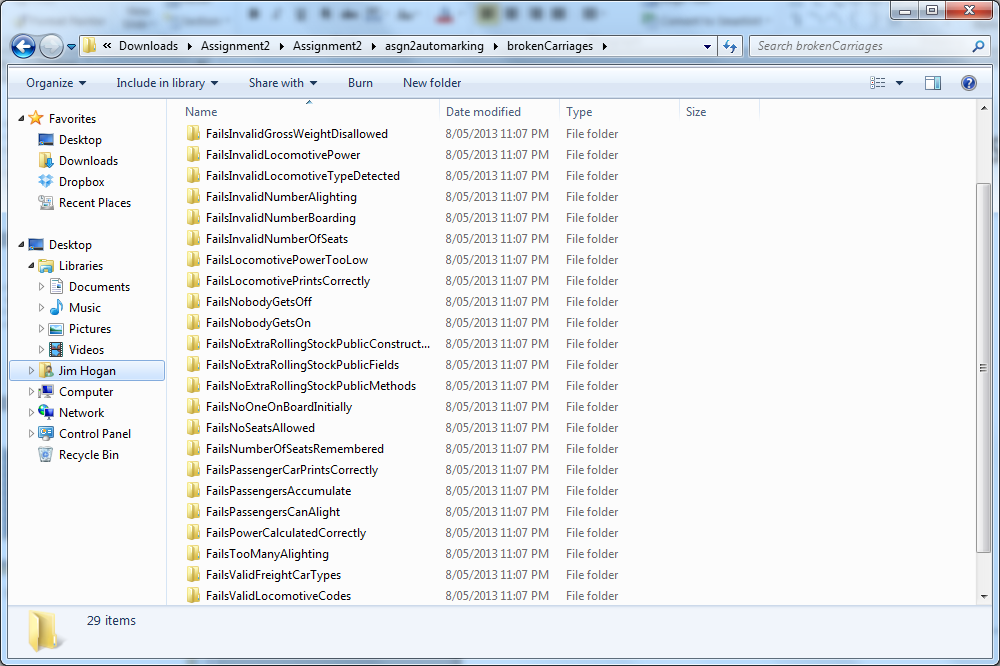 « Downloads ▸ Assignment2 ▸ Assignment2 ▸ asgn2automarking ▸ brokenCarriages ▸ Search brokenCarriages
Organize Include in library Share with Burn New folder
Favorites
Desktop
Downloads
Dropbox
Recent Places
Desktop
Libraries
Documents
Music
Pictures
Videos
Jim Hogan
Computer
Network
Control Panel
Recycle Bin
Name Date modified Type Size
FailsInvalidGrossWeightDisallowed 8/05/2013 11:07 PM File folder
FailsInvalidLocomotivePower 8/05/2013 11:07 PM File folder
FailsInvalidLocomotiveTypeDetected 8/05/2013 11:07 PM File folder
FailsInvalidNumberAlighting 8/05/2013 11:07 PM File folder
FailsInvalidNumberBoarding 8/05/2013 11:07 PM File folder
FailsInvalidNumberOfSeats 8/05/2013 11:07 PM File folder
FailsLocomotivePowerTooLow 8/05/2013 11:07 PM File folder
FailsLocomotivePrintsCorrectly 8/05/2013 11:07 PM File folder
FailsNobodyGetsOff 8/05/2013 11:07 PM File folder
FailsNobodyGetsOn 8/05/2013 11:07 PM File folder
FailsNoExtraRollingStockPublicConstruct... 8/05/2013 11:07 PM File folder
FailsNoExtraRollingStockPublicFields 8/05/2013 11:07 PM File folder
FailsNoExtraRollingStockPublicMethods 8/05/2013 11:07 PM File folder
FailsNoOneOnBoardInitially 8/05/2013 11:07 PM File folder
FailsNoSeatsAllowed 8/05/2013 11:07 PM File folder
FailsNumberOfSeatsRemembered 8/05/2013 11:07 PM File folder
FailsPassengerCarPrintsCorrectly 8/05/2013 11:07 PM File folder
FailsPassengersAccumulate 8/05/2013 11:07 PM File folder
FailsPassengersCanAlight 8/05/2013 11:07 PM File folder
FailsPowerCalculatedCorrectly 8/05/2013 11:07 PM File folder
FailsTooManyAlighting 8/05/2013 11:07 PM File folder
FailsValidFreightCarTypes 8/05/2013 11:07 PM File folder
FailsValidLocomotiveCodes 8/05/2013 11:07 PM File folder
29 items